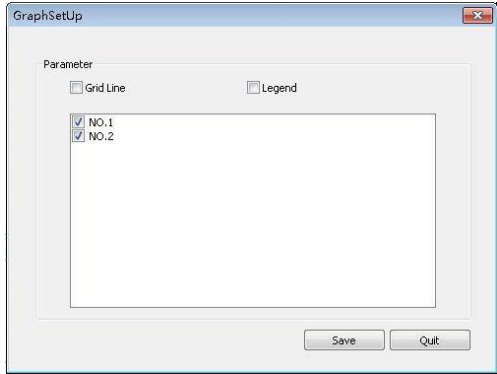 GraphSetUp
Parameter
Grid Line Legend
NO.1
NO.2
Save Quit